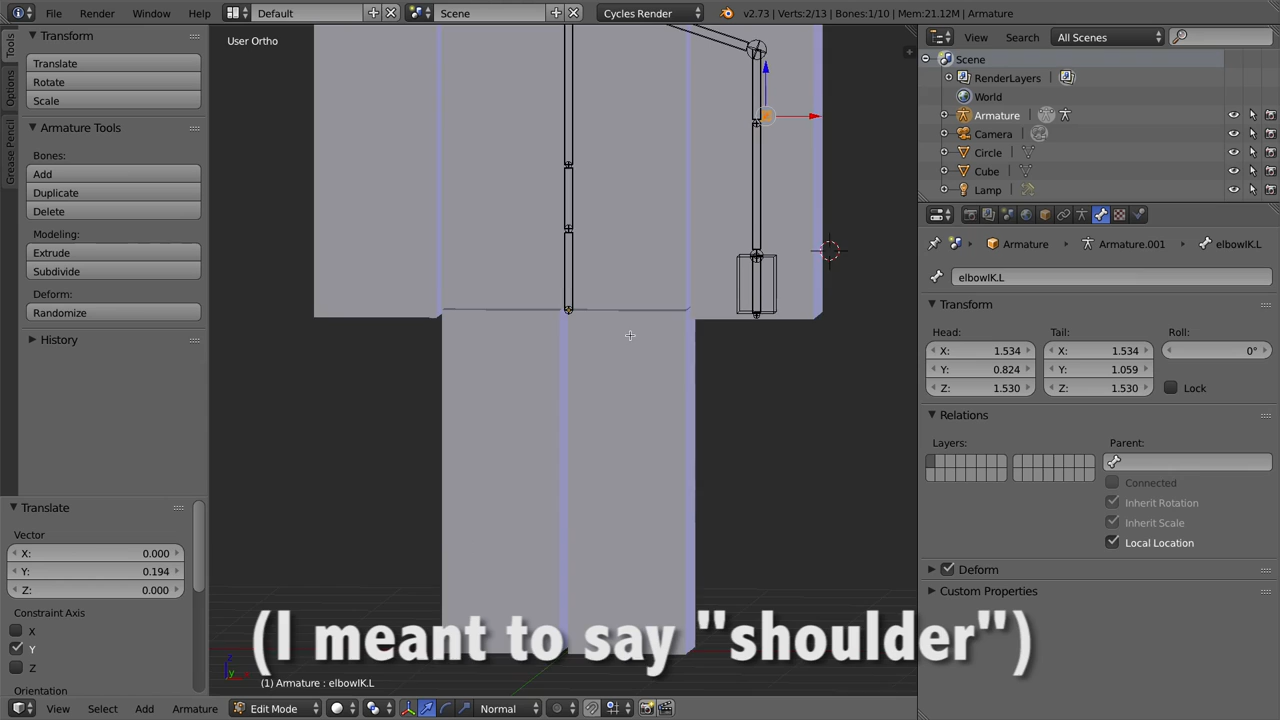 File Render Window Help Default Scene Cycles Render v2.73 | Verts:2/13 | Bones:1/10 | Mem:21.12M | Armature
Tools
Options
Grease Pencil
Transform
Translate
Rotate
Scale
Armature Tools
Bones:
Add
Duplicate
Delete
Modeling:
Extrude
Subdivide
Deform:
Randomize
History
Translate
Vector
X: 0.000
Y: 0.194
Z: 0.000
Constraint Axis
X
Y
Z
Orientation
User Ortho
(I meant to say "shoulder")
(1) Armature : elbowIK.L
View Select Add Armature Edit Mode Normal
View Search All Scenes
Scene
RenderLayers
World
Armature
Camera
Circle
Cube
Lamp
Armature Armature.001 elbowIK.L
elbowIK.L
Transform
Head: Tail: Roll:
X: 1.534 X: 1.534 0°
Y: 0.824 Y: 1.059
Z: 1.530 Z: 1.530 Lock
Relations
Layers: Parent:
Connected
Inherit Rotation
Inherit Scale
Local Location
Deform
Custom Properties